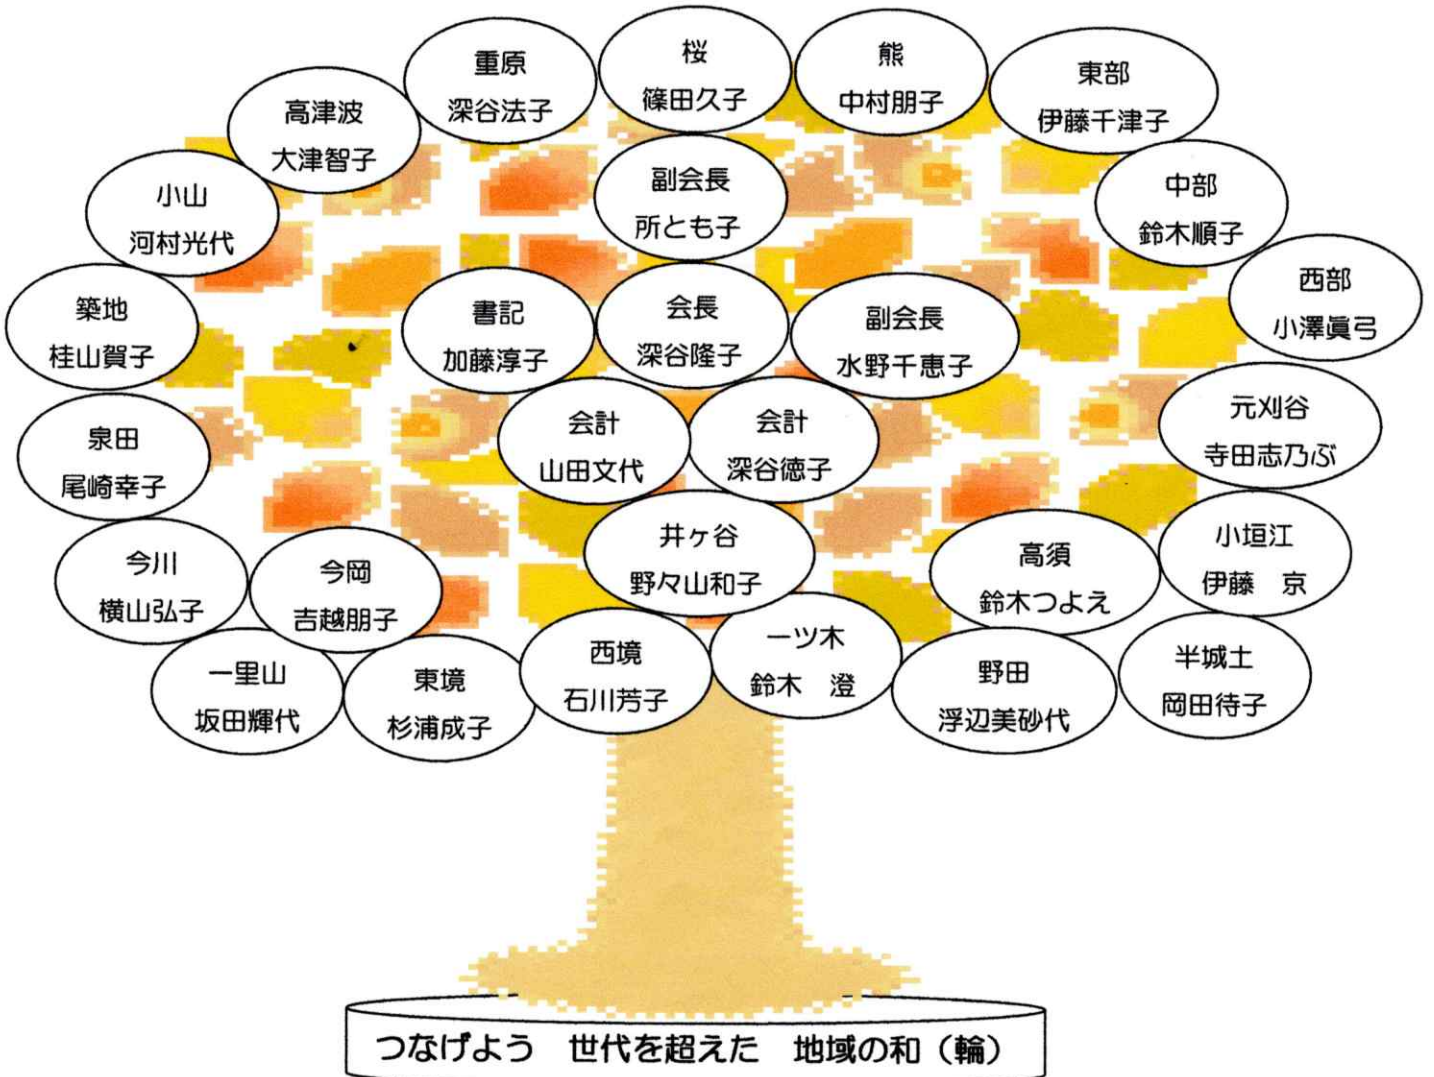 桜
篠田久子
熊
中村朋子
重原
深谷法子
東部
伊藤千津子
高津波
大津智子
副会長
所とも子
中部
鈴木順子
小山
河村光代
西部
小澤眞弓
築地
桂山賀子
書記
加藤淳子
会長
深谷隆子
副会長
水野千恵子
元刈谷
寺田志乃ぶ
泉田
尾崎幸子
会計
山田文代
会計
深谷徳子
小垣江
伊藤　京
今川
横山弘子
今岡
吉越朋子
井ヶ谷
野々山和子
高須
鈴木つよえ
一里山
坂田輝代
東境
杉浦成子
西境
石川芳子
一ツ木
鈴木　澄
野田
浮辺美砂代
半城土
岡田待子
つなげよう　世代を超えた　地域の和（輪）